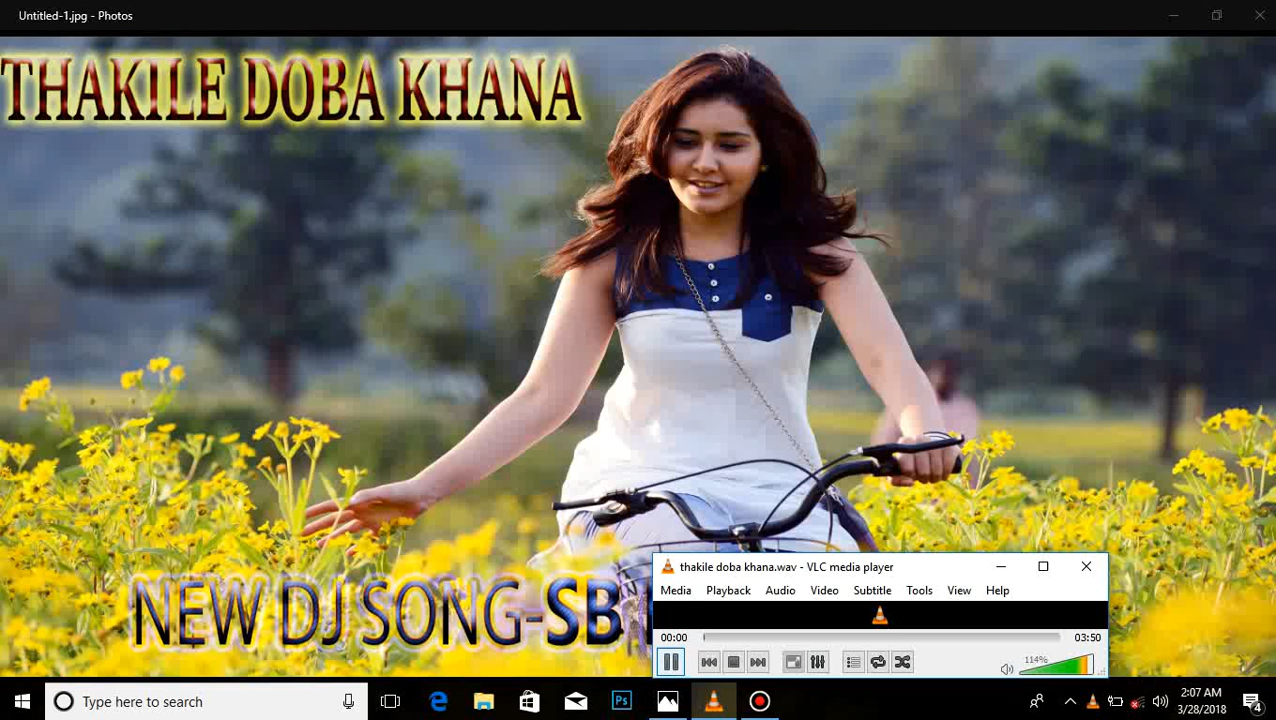 Untitled-1.jpg - Photos
THAKILE DOBA KHANA
NEW DJ SONG-SB
thakile doba khana.wav - VLC media player
Media Playback Audio Video Subtitle Tools View Help
00:00 03:50
114%
Type here to search
Ps
2:07 AM
3/28/2018
4